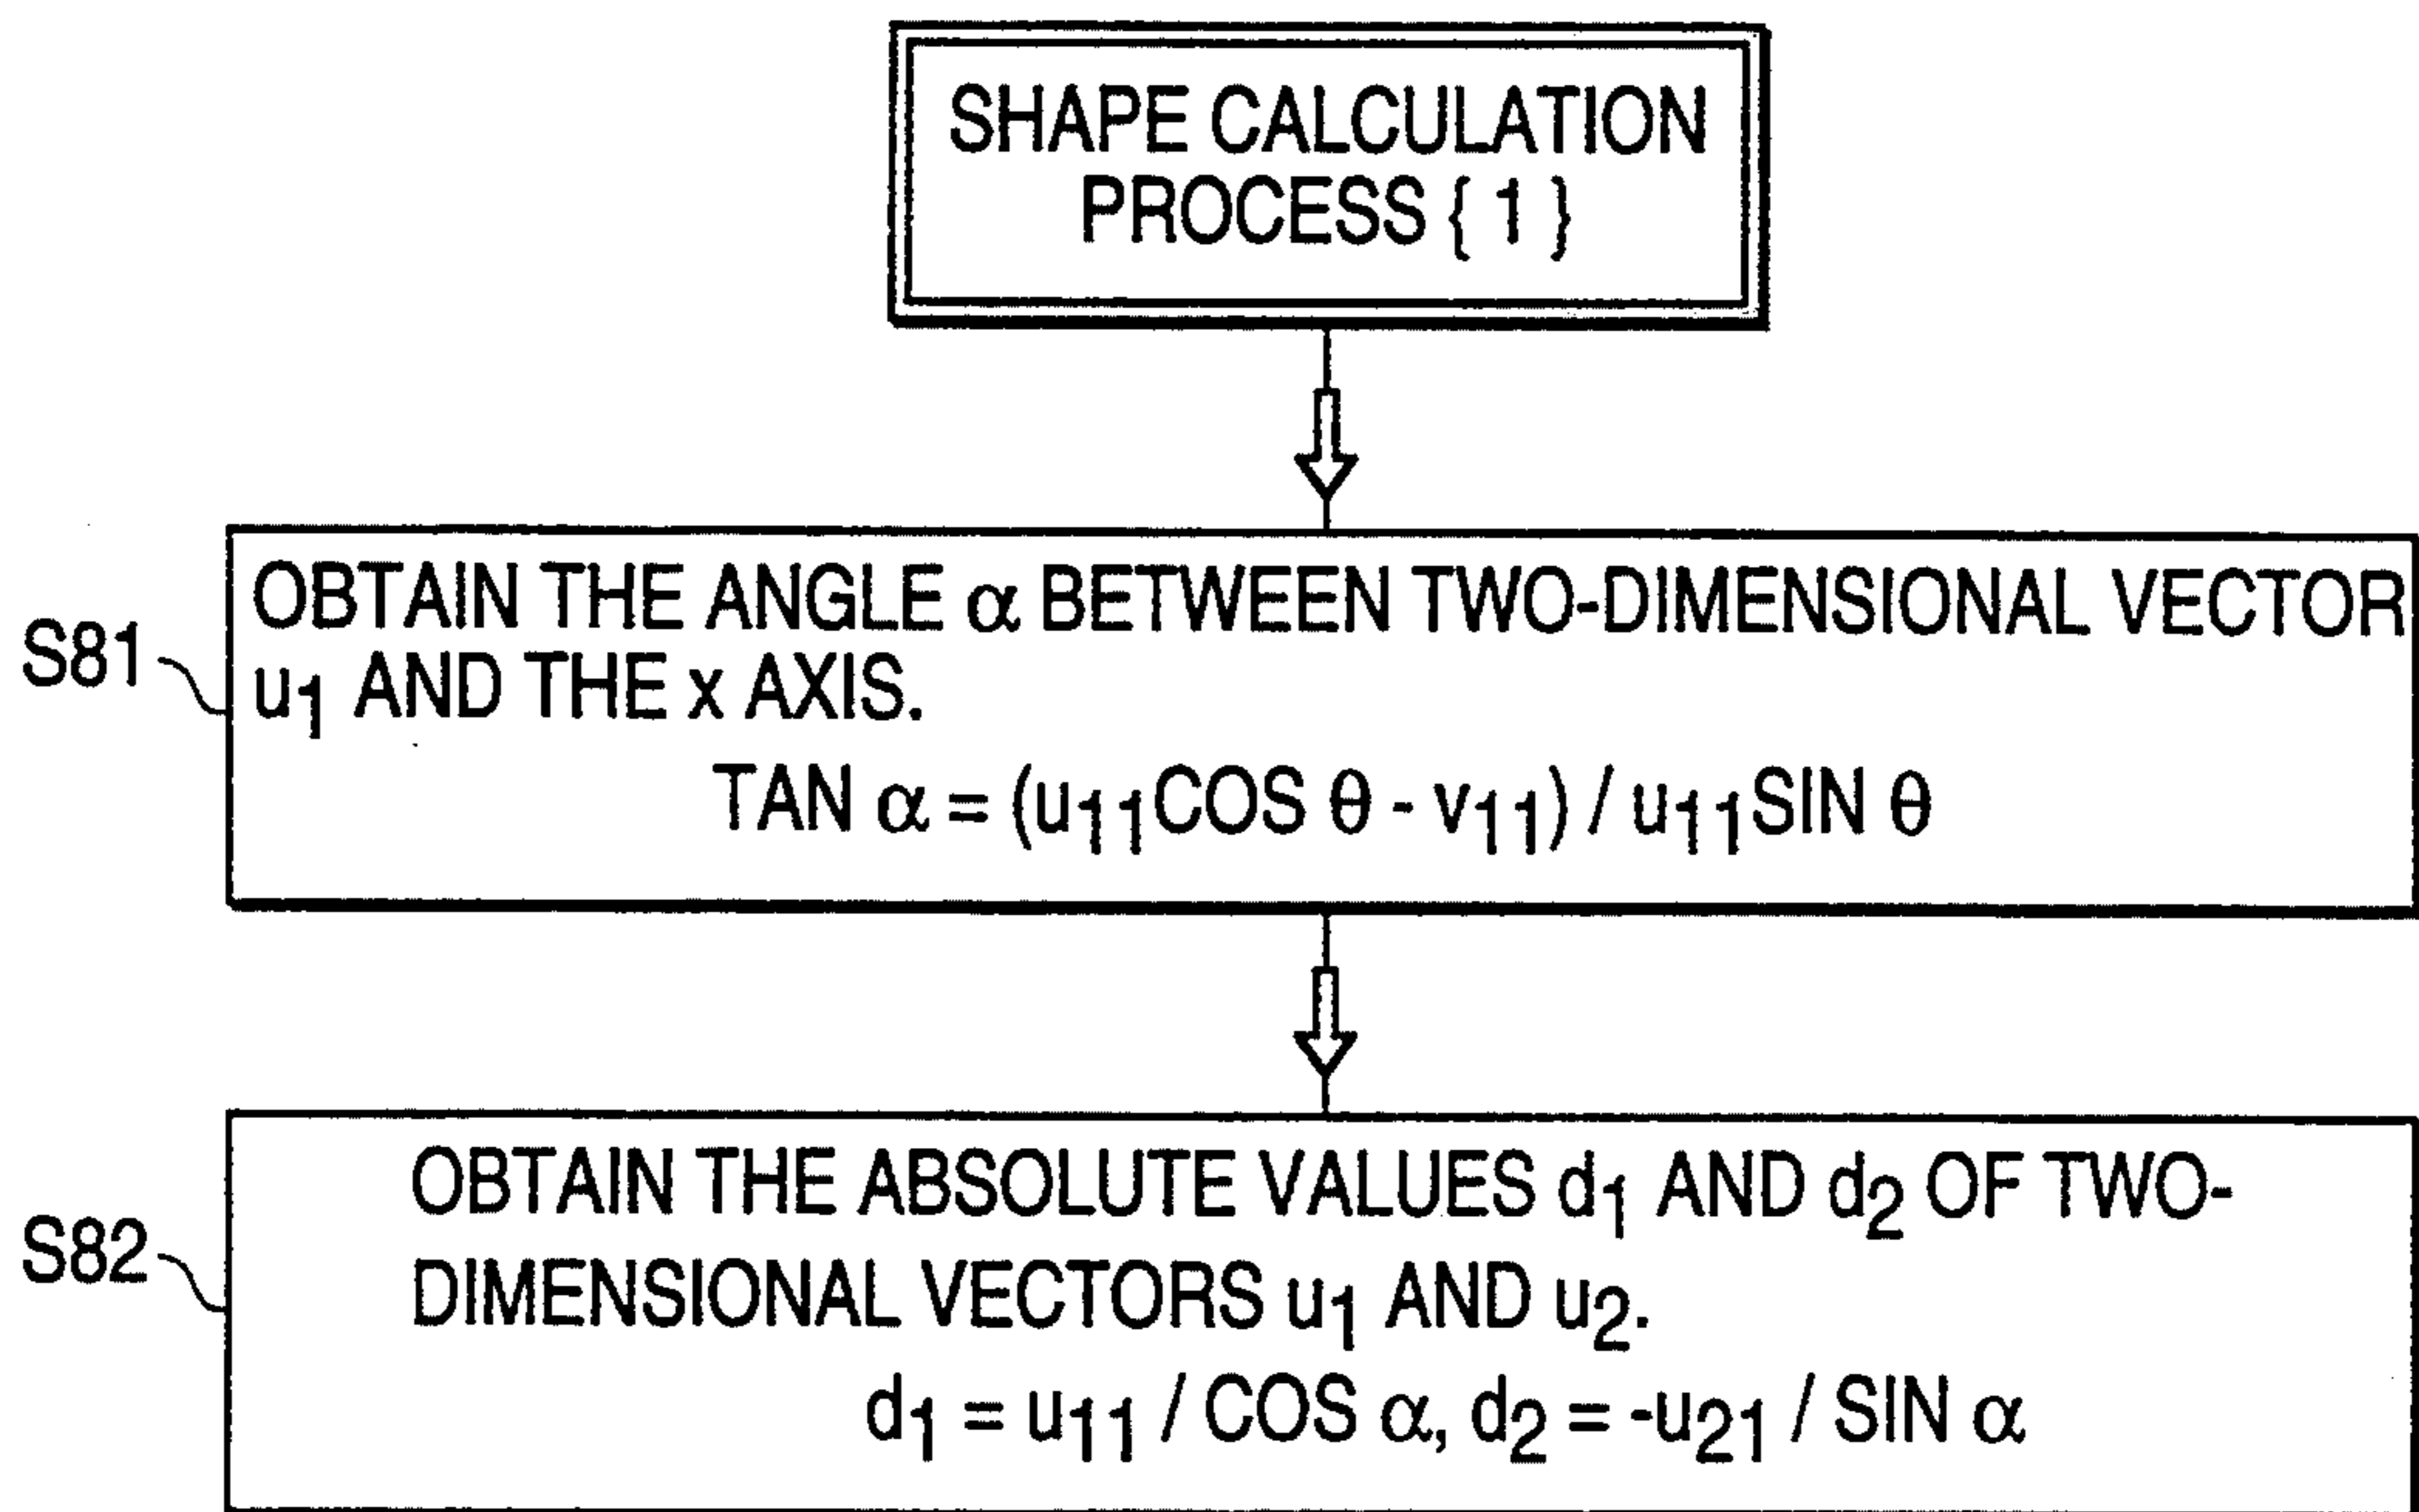 SHAPE CALCULATION
PROCESS { 1 }
OBTAIN THE ANGLE α BETWEEN TWO-DIMENSIONAL VECTOR
S81
u₁ AND THE x AXIS.
TAN α = (u₁₁COS θ - v₁₁) / u₁₁SIN θ
OBTAIN THE ABSOLUTE VALUES d₁ AND d₂ OF TWO-
S82
DIMENSIONAL VECTORS u₁ AND u₂.
d₁ = u₁₁ / COS α, d₂ = -u₂₁ / SIN α